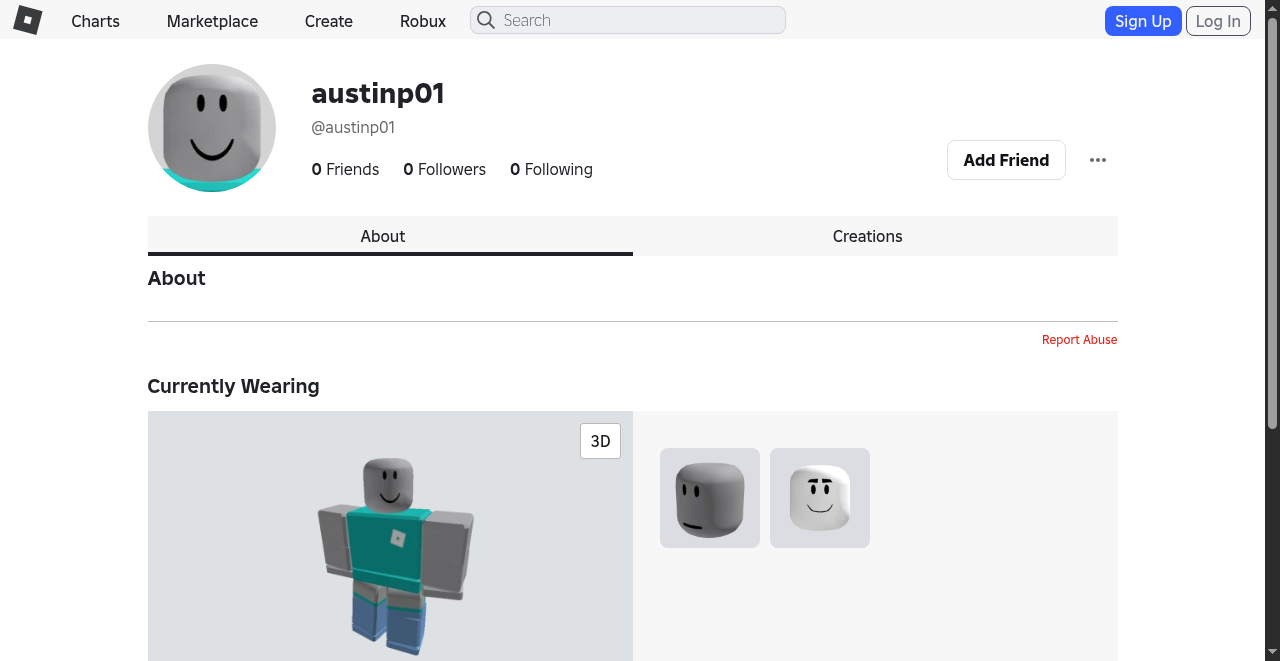 Charts Marketplace Create Robux Search Sign Up Log In
austinp01
@austinp01
0 Friends 0 Followers 0 Following
Add Friend
About Creations
About
Report Abuse
Currently Wearing
3D